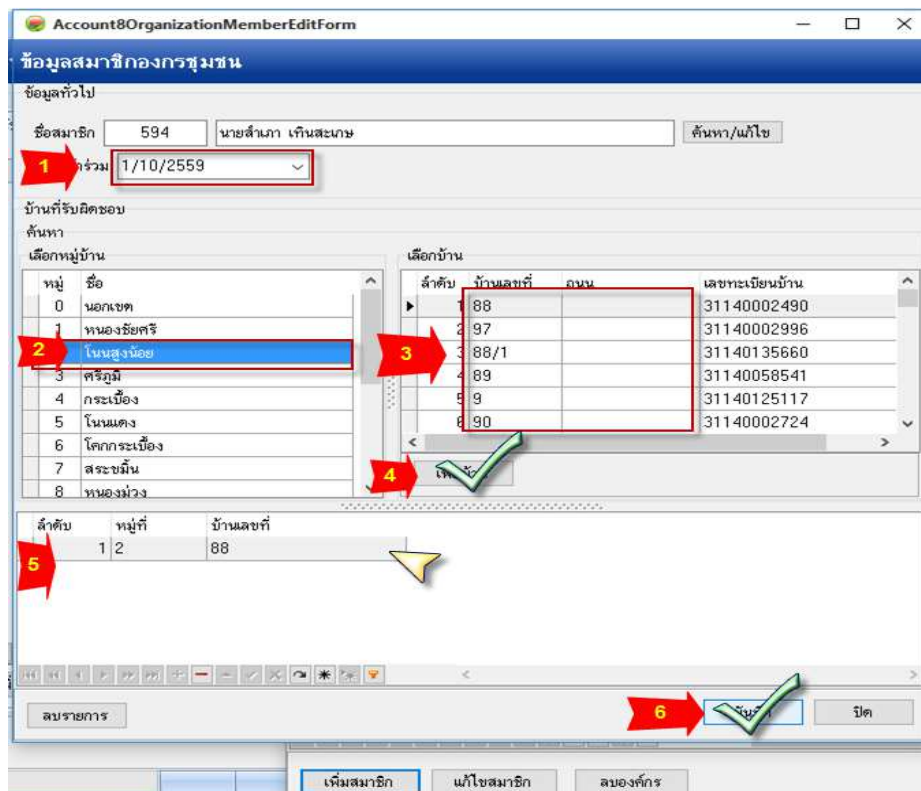 Account8OrganizationMemberEditForm
ข้อมูลสมาชิกองกรชุมชน
ข้อมูลทั่วไป
ชื่อสมาชิก 594 นายสำเภา เทินสะเกษ ค้นหา/แก้ไข
1 ร่วม 1/10/2559
บ้านที่รับผิดชอบ
ค้นหา
เลือกหมู่บ้าน เลือกบ้าน
หมู่ ชื่อ ลำดับ บ้านเลขที่ ถนน เลขทะเบียนบ้าน
0 นอกเขต 1 88 31140002490
1 หนองชัยศรี 2 97 31140002996
2 โนนสูงน้อย 3 3 88/1 31140135660
3 ศรีภูมิ 4 89 31140058541
4 กระเบื้อง 5 9 31140125117
5 โนนแดง 6 90 31140002724
6 โคกกระเบื้อง
7 สระขมิ้น 4
8 หนองม่วง
ลำดับ หมู่ที่ บ้านเลขที่
1 2 88
5
ลบรายการ 6 ปิด
เพิ่มสมาชิก แก้ไขสมาชิก ลบองค์กร